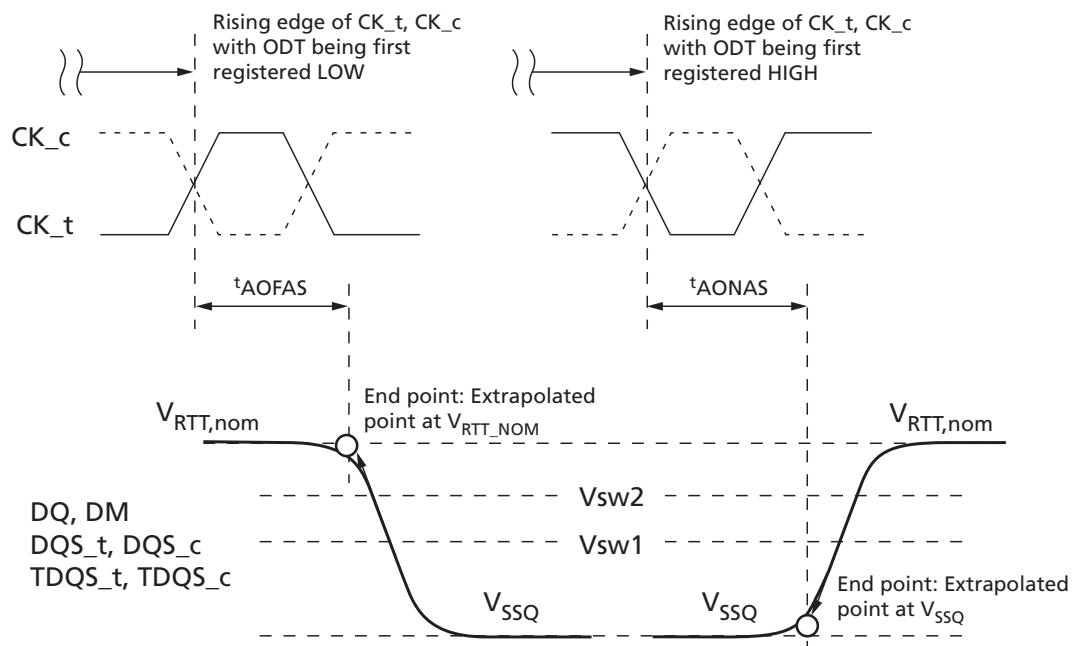 Rising edge of CK_t, CK_c
with ODT being first
registered LOW
Rising edge of CK_t, CK_c
with ODT being first
registered HIGH
CK_c
CK_t
tAOFAS
tAONAS
End point: Extrapolated
point at VRTT_NOM
VRTT,nom
VRTT,nom
Vsw2
Vsw1
DQ, DM
DQS_t, DQS_c
TDQS_t, TDQS_c
VSSQ
VSSQ
End point: Extrapolated
point at VSSQ